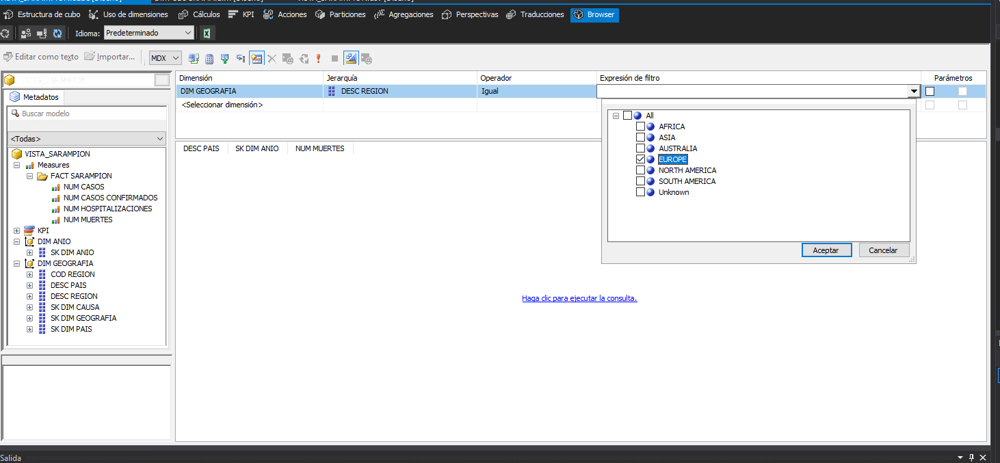 Estructura de cubo Uso de dimensiones Cálculos KPI Acciones Particiones Agregaciones Perspectivas Traducciones Browser
Idioma: Predeterminado
Editar como texto Importar... MDX
VISTA_SARAMPION
Dimensión Jerarquía Operador Expresión de filtro Parámetros
Metadatos
DIM GEOGRAFIA DESC REGION Igual
<Seleccionar dimensión>
Buscar modelo
<Todas>
All
AFRICA
ASIA
AUSTRALIA
EUROPE
NORTH AMERICA
SOUTH AMERICA
Unknown
Aceptar Cancelar
DESC PAIS SK DIM ANIO NUM MUERTES
VISTA_SARAMPION
Measures
FACT SARAMPION
NUM CASOS
NUM CASOS CONFIRMADOS
NUM HOSPITALIZACIONES
NUM MUERTES
KPI
DIM ANIO
SK DIM ANIO
DIM GEOGRAFIA
COD REGION
DESC PAIS
DESC REGION
SK DIM CAUSA
SK DIM GEOGRAFIA
SK DIM PAIS
Haga clic para ejecutar la consulta.
Salida